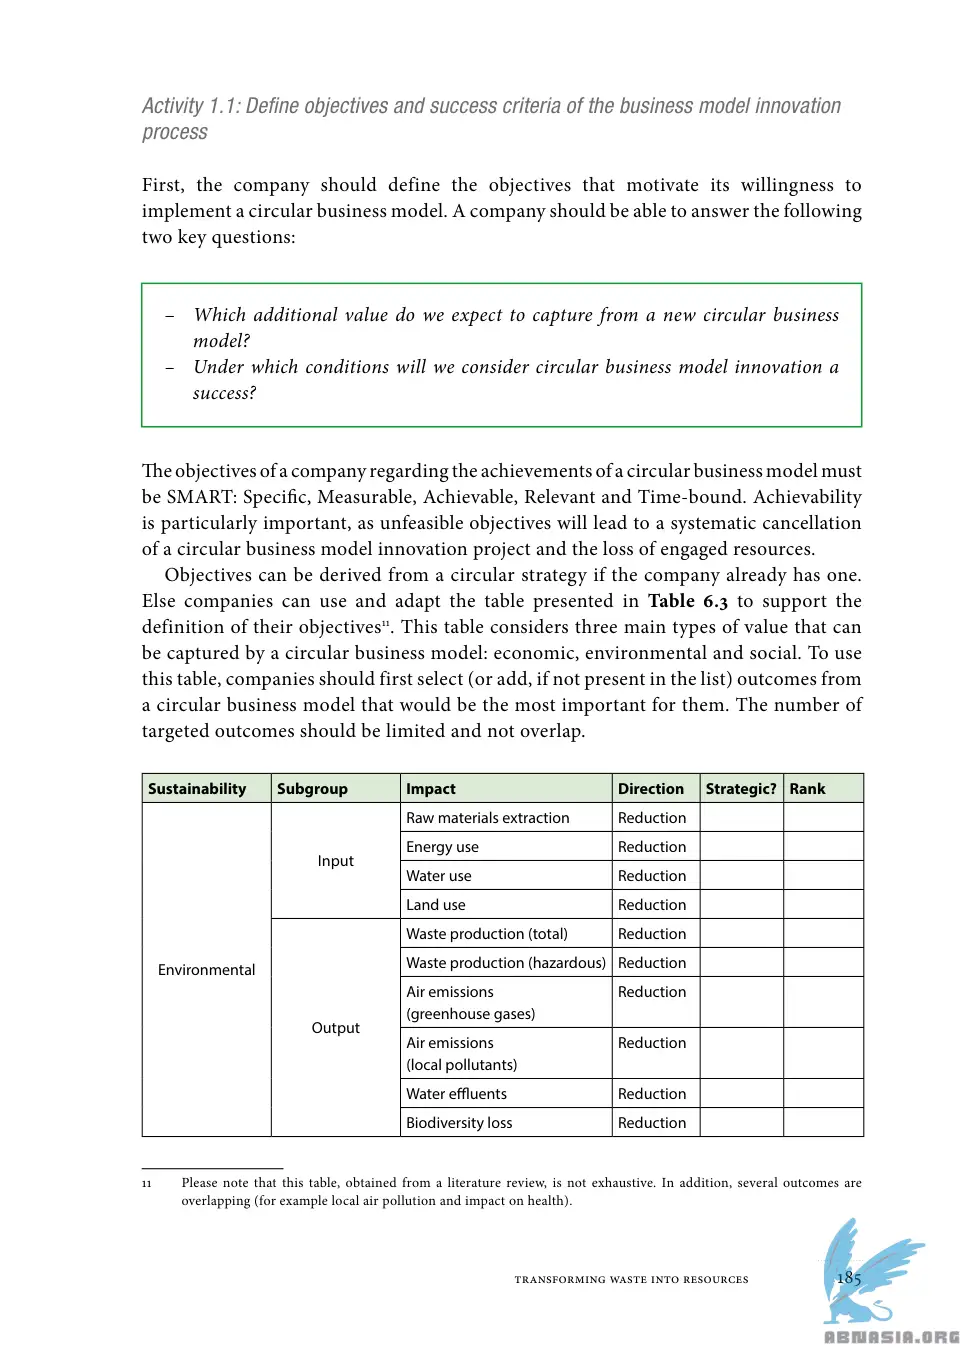 Activity 1.1: Define objectives and success criteria of the business model innovation
process
First, the company should define the objectives that motivate its willingness to
implement a circular business model. A company should be able to answer the following
two key questions:
– Which additional value do we expect to capture from a new circular business
model?
– Under which conditions will we consider circular business model innovation a
success?
The objectives of a company regarding the achievements of a circular business model must
be SMART: Specific, Measurable, Achievable, Relevant and Time-bound. Achievability
is particularly important, as unfeasible objectives will lead to a systematic cancellation
of a circular business model innovation project and the loss of engaged resources.
Objectives can be derived from a circular strategy if the company already has one.
Else companies can use and adapt the table presented in Table 6.3 to support the
definition of their objectives11. This table considers three main types of value that can
be captured by a circular business model: economic, environmental and social. To use
this table, companies should first select (or add, if not present in the list) outcomes from
a circular business model that would be the most important for them. The number of
targeted outcomes should be limited and not overlap.
Sustainability Subgroup Impact Direction Strategic? Rank
Environmental
Input
Raw materials extraction Reduction
Energy use Reduction
Water use Reduction
Land use Reduction
Output
Waste production (total) Reduction
Waste production (hazardous) Reduction
Air emissions Reduction
(greenhouse gases)
Air emissions Reduction
(local pollutants)
Water effluents Reduction
Biodiversity loss Reduction
11 Please note that this table, obtained from a literature review, is not exhaustive. In addition, several outcomes are
overlapping (for example local air pollution and impact on health).
TRANSFORMING WASTE INTO RESOURCES 185
ABNASIA.ORG